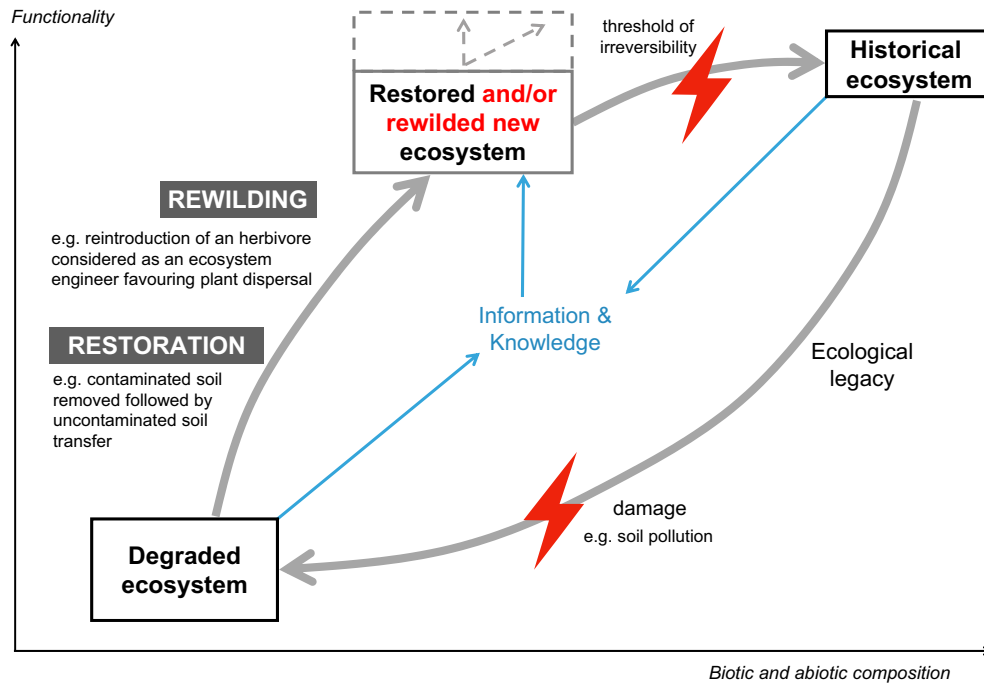 Functionality
threshold of
irreversibility
Historical
ecosystem
Restored and/or
rewilded new
ecosystem
REWILDING
e.g. reintroduction of an herbivore
considered as an ecosystem
engineer favouring plant dispersal
Information &
Knowledge
RESTORATION
e.g. contaminated soil
removed followed by
uncontaminated soil
transfer
Ecological
legacy
damage
e.g. soil pollution
Degraded
ecosystem
Biotic and abiotic composition